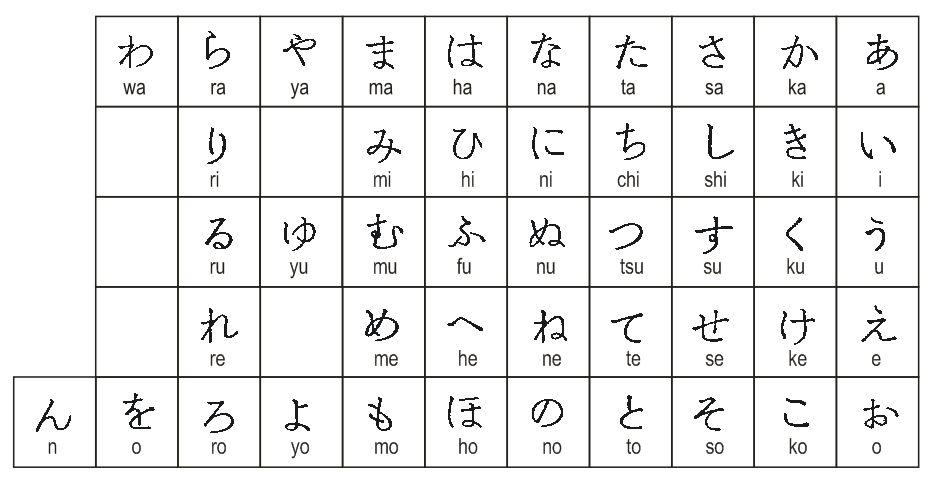 わ ら や ま は な た さ か あ
wa ra ya ma ha na ta sa ka a
り み ひ に ち し き い
ri mi hi ni chi shi ki i
る ゆ む ふ ぬ つ す く う
ru yu mu fu nu tsu su ku u
れ め へ ね て せ け え
re me he ne te se ke e
ん を ろ よ も ほ の と そ こ お
n o ro yo mo ho no to so ko o